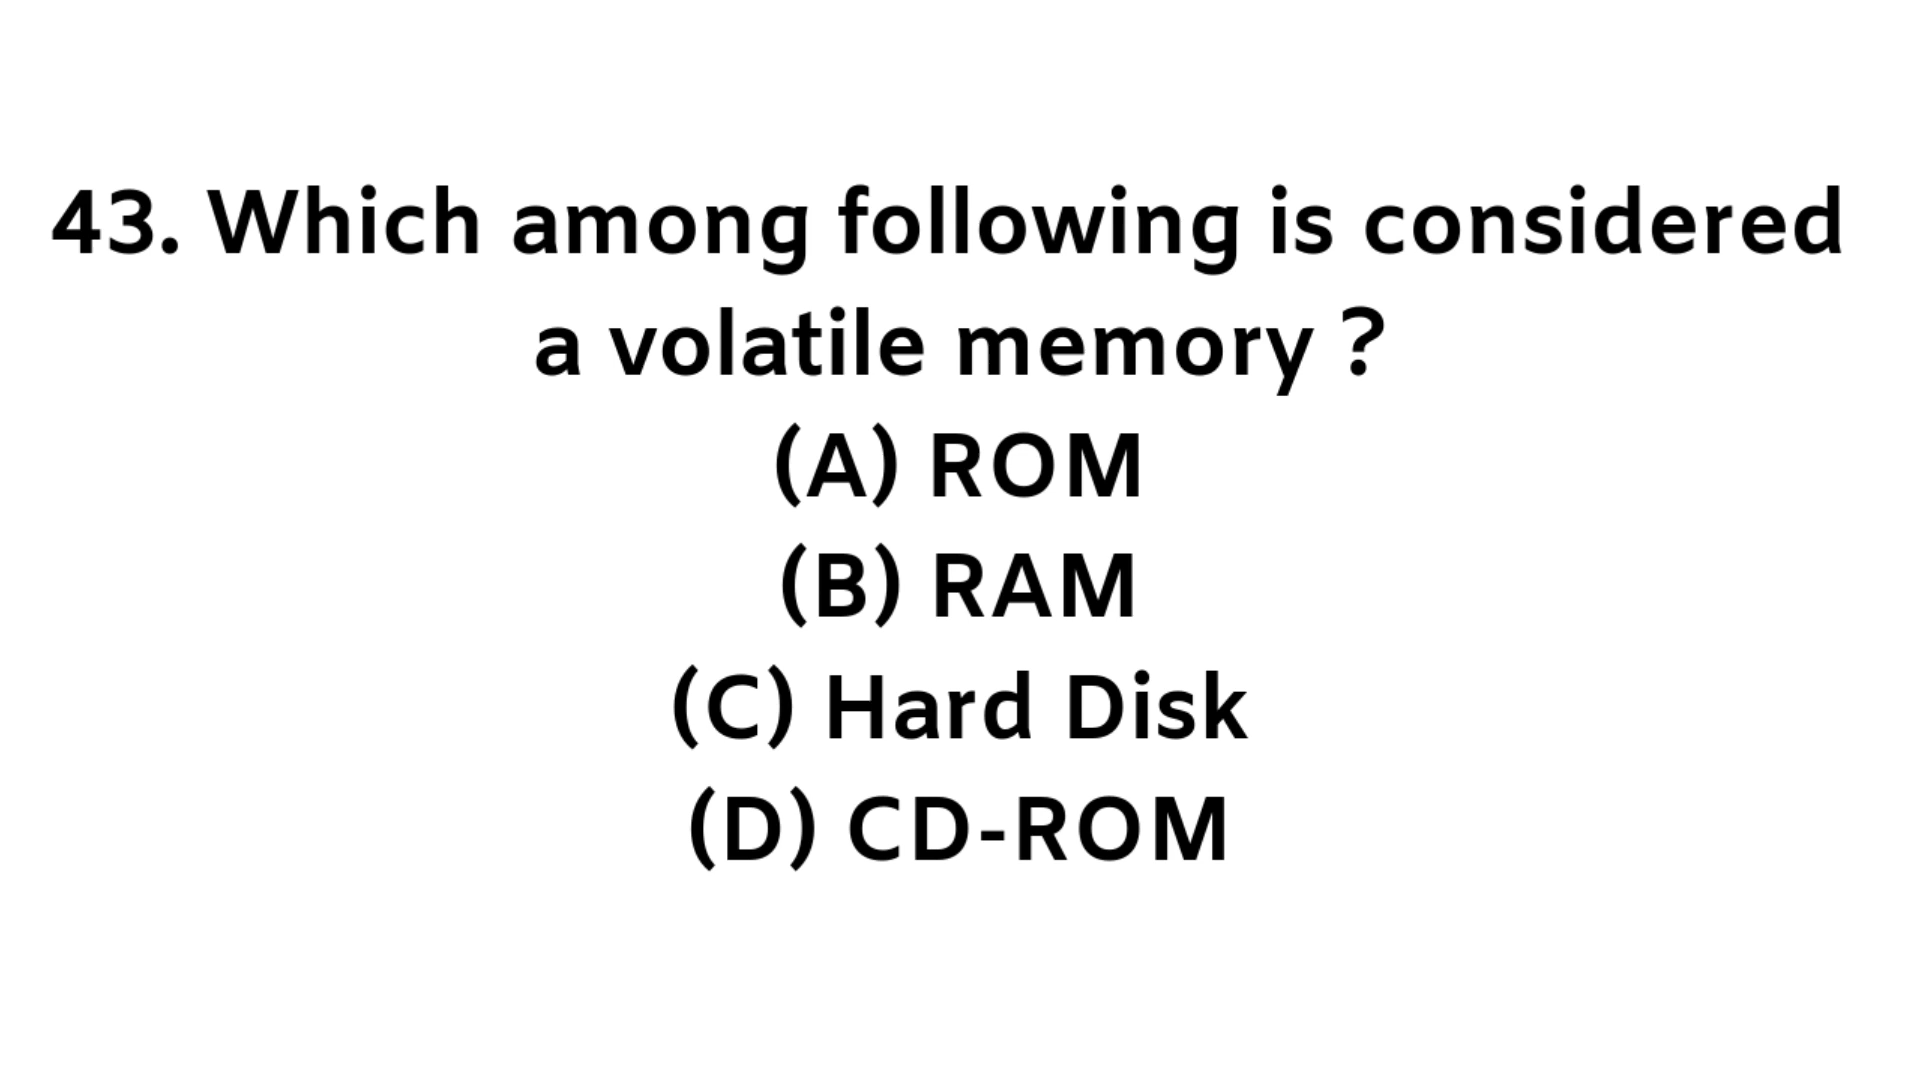 43. Which among following is considered
a volatile memory ?
(A) ROM
(B) RAM
(C) Hard Disk
(D) CD-ROM